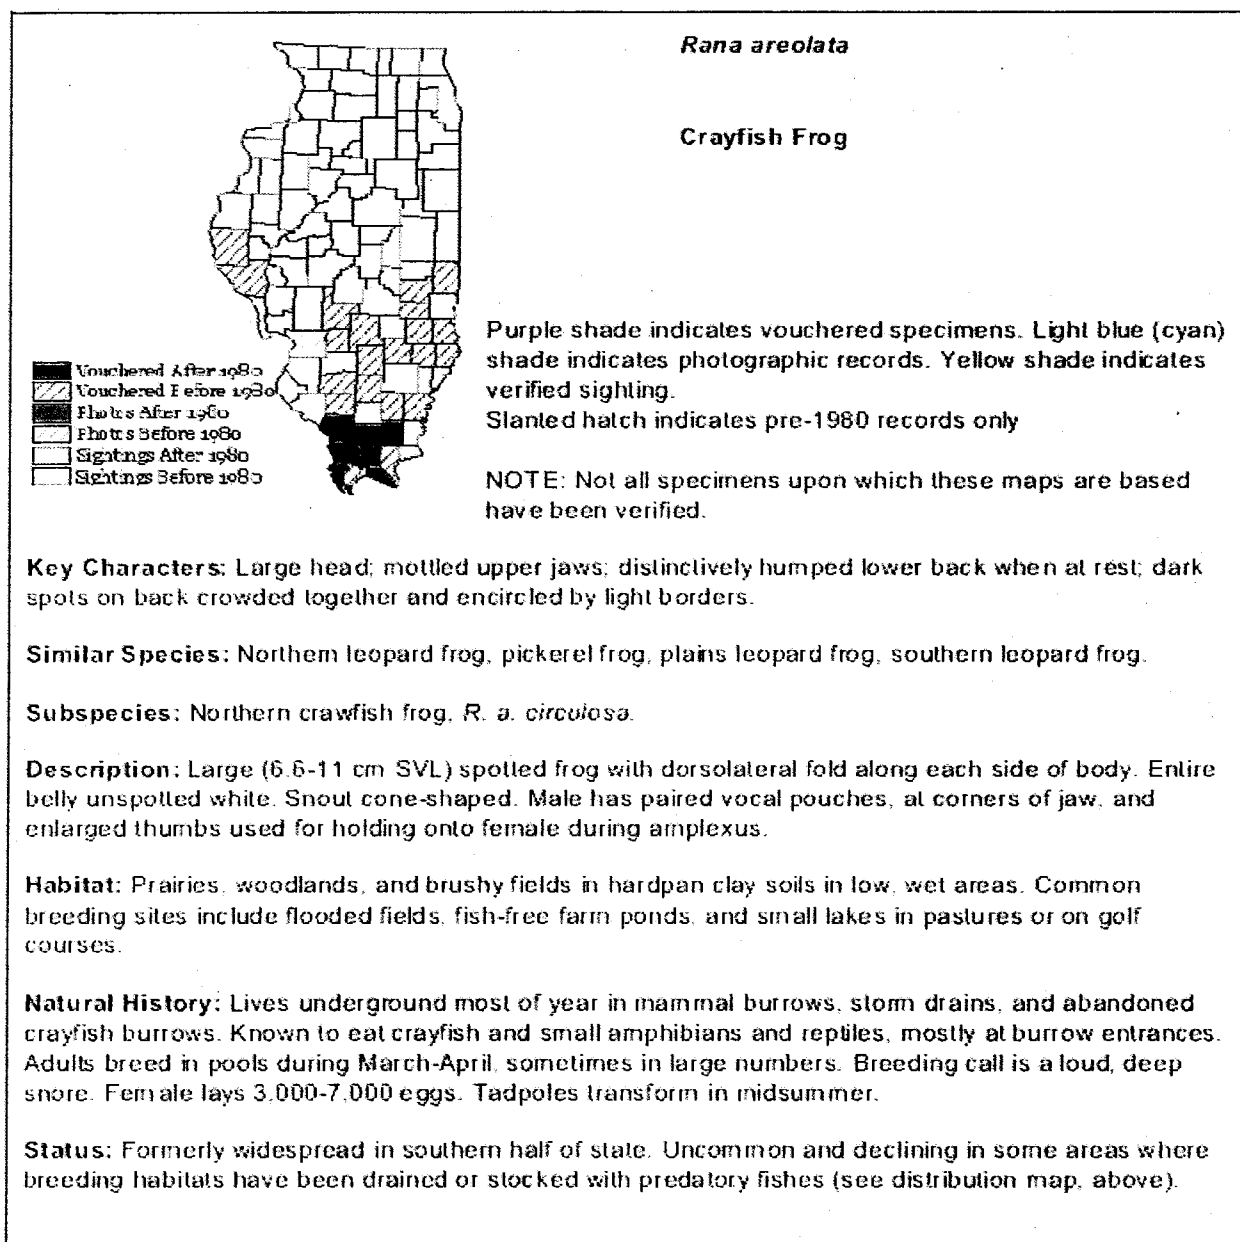 Rana areolata
Crayfish Frog
Purple shade indicates vouchered specimens. Light blue (cyan)
shade indicates photographic records. Yellow shade indicates
verified sighting.
Slanted hatch indicates pre-1980 records only
Vouchered After 1980
Vouchered Before 1980
Photos After 1980
Photos Before 1980
Sightings After 1980
Sightings Before 1980
NOTE: Not all specimens upon which these maps are based
have been verified.
Key Characters: Large head; mottled upper jaws; distinctively humped lower back when at rest; dark
spots on back crowded together and encircled by light borders.
Similar Species: Northern leopard frog, pickerel frog, plains leopard frog, southern leopard frog.
Subspecies: Northern crawfish frog, R. a. circulosa.
Description: Large (6.6-11 cm SVL) spotted frog with dorsolateral fold along each side of body. Entire
belly unspotted white. Snout cone-shaped. Male has paired vocal pouches, at corners of jaw, and
enlarged thumbs used for holding onto female during amplexus.
Habitat: Prairies, woodlands, and brushy fields in hardpan clay soils in low, wet areas. Common
breeding sites include flooded fields, fish-free farm ponds, and small lakes in pastures or on golf
courses.
Natural History: Lives underground most of year in mammal burrows, storm drains, and abandoned
crayfish burrows. Known to eat crayfish and small amphibians and reptiles, mostly at burrow entrances.
Adults breed in pools during March-April, sometimes in large numbers. Breeding call is a loud, deep
snore. Female lays 3,000-7,000 eggs. Tadpoles transform in midsummer.
Status: Formerly widespread in southern half of state. Uncommon and declining in some areas where
breeding habitats have been drained or stocked with predatory fishes (see distribution map, above).